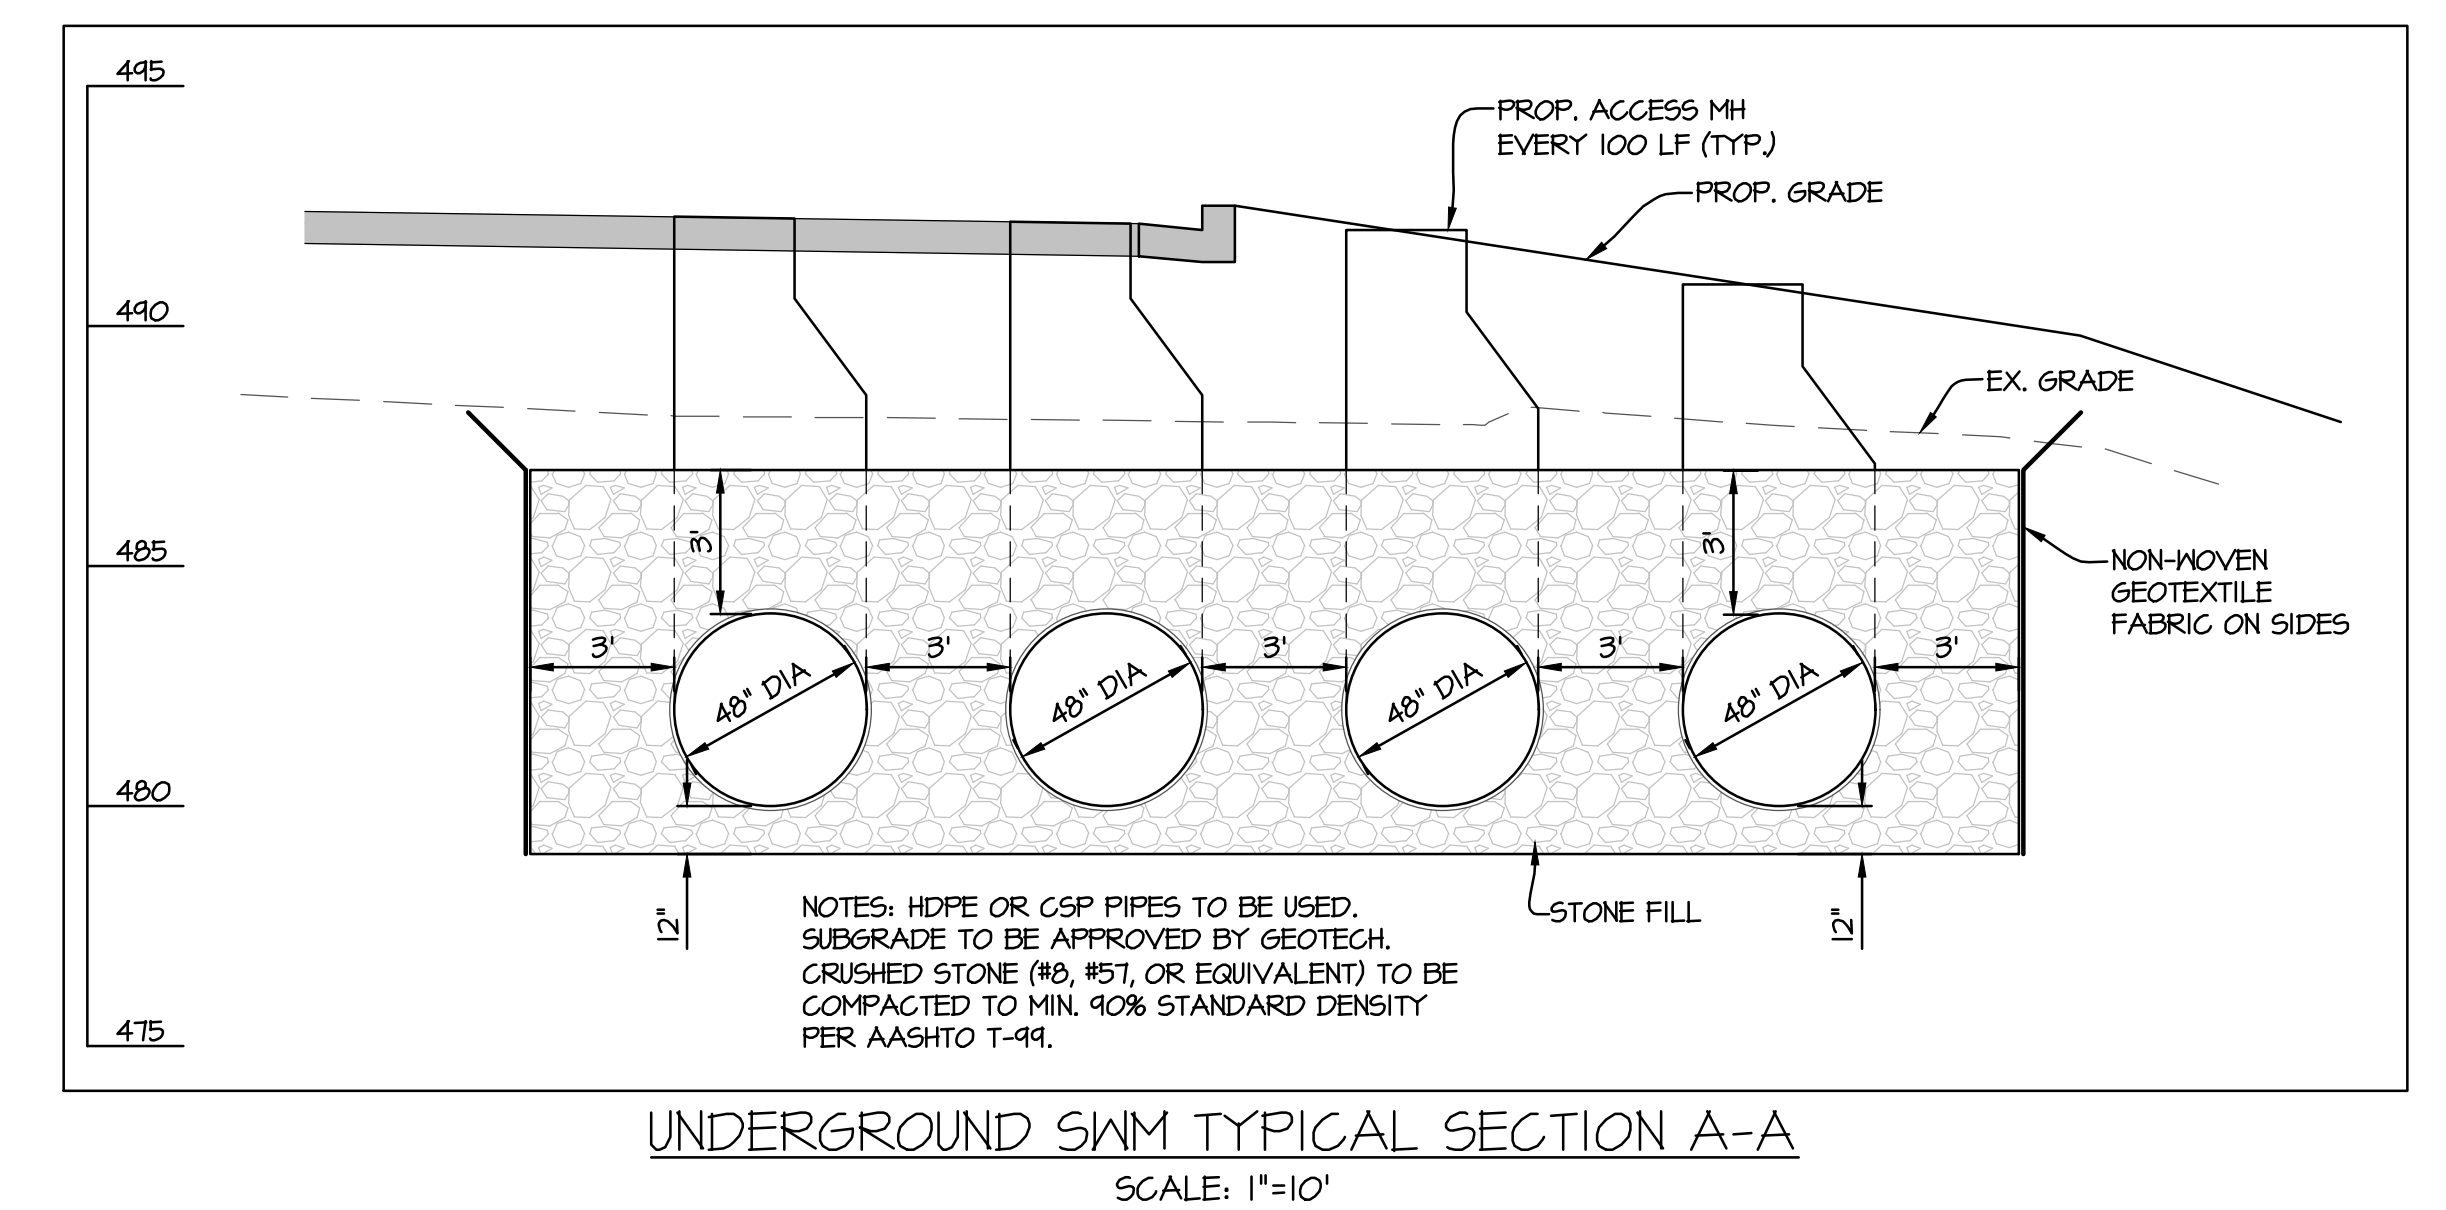 495
PROP. ACCESS MH
EVERY 100 LF (TYP.)
PROP. GRADE
490
EX. GRADE
485
3'
3'
NON-WOVEN
GEOTEXTILE
FABRIC ON SIDES
3'
3'
3'
3'
3'
48" DIA
48" DIA
48" DIA
48" DIA
480
12"
12"
STONE FILL
NOTES: HDPE OR CSP PIPES TO BE USED.
SUBGRADE TO BE APPROVED BY GEOTECH.
CRUSHED STONE (#8, #57, OR EQUIVALENT) TO BE
COMPACTED TO MIN. 90% STANDARD DENSITY
PER AASHTO T-99.
475
UNDERGROUND SWM TYPICAL SECTION A-A
SCALE: 1"=10'